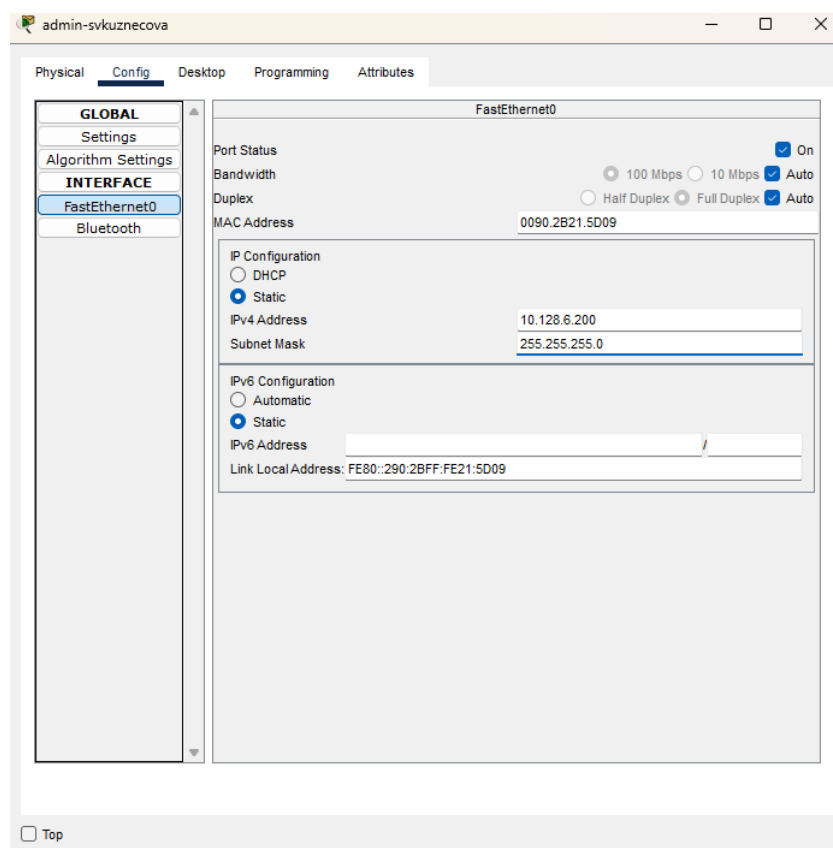 admin-svkuznecova
Physical Config Desktop Programming Attributes
GLOBAL
Settings
Algorithm Settings
INTERFACE
FastEthernet0
Bluetooth
FastEthernet0
Port Status On
Bandwidth 100 Mbps 10 Mbps Auto
Duplex Half Duplex Full Duplex Auto
MAC Address 0090.2B21.5D09
IP Configuration
DHCP
Static
IPv4 Address 10.128.6.200
Subnet Mask 255.255.255.0
IPv6 Configuration
Automatic
Static
IPv6 Address /
Link Local Address: FE80::290:2BFF:FE21:5D09
Top